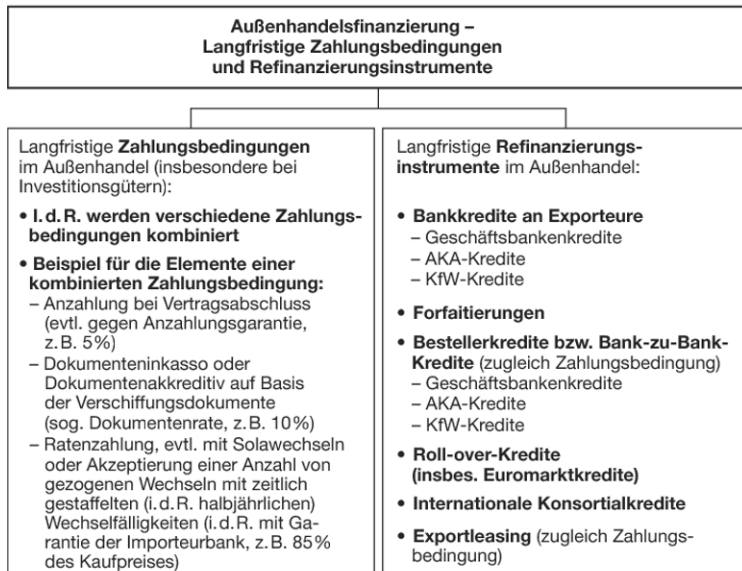 Außenhandelsfinanzierung –
Langfristige Zahlungsbedingungen
und Refinanzierungsinstrumente
Langfristige Zahlungsbedingungen
im Außenhandel (insbesondere bei
Investitionsgütern):
• I. d. R. werden verschiedene Zahlungs-
bedingungen kombiniert
• Beispiel für die Elemente einer
kombinierten Zahlungsbedingung:
– Anzahlung bei Vertragsabschluss
(evtl. gegen Anzahlungsgarantie,
z. B. 5 %)
– Dokumenteninkasso oder
Dokumentenakkreditiv auf Basis
der Verschiffungsdokumente
(sog. Dokumentenrate, z. B. 10 %)
– Ratenzahlung, evtl. mit Solawechseln
oder Akzeptierung einer Anzahl von
gezogenen Wechseln mit zeitlich
gestaffelten (i. d. R. halbjährlichen)
Wechselfälligkeiten (i. d. R. mit Ga-
rantie der Importeurbank, z. B. 85 %
des Kaufpreises)
Langfristige Refinanzierungs-
instrumente im Außenhandel:
• Bankkredite an Exporteure
– Geschäftsbankenkredite
– AKA-Kredite
– KfW-Kredite
• Forfaitierungen
• Bestellerkredite bzw. Bank-zu-Bank-
Kredite (zugleich Zahlungsbedingung)
– Geschäftsbankenkredite
– AKA-Kredite
– KfW-Kredite
• Roll-over-Kredite
(insbes. Euromarktkredite)
• Internationale Konsortialkredite
• Exportleasing (zugleich Zahlungs-
bedingung)